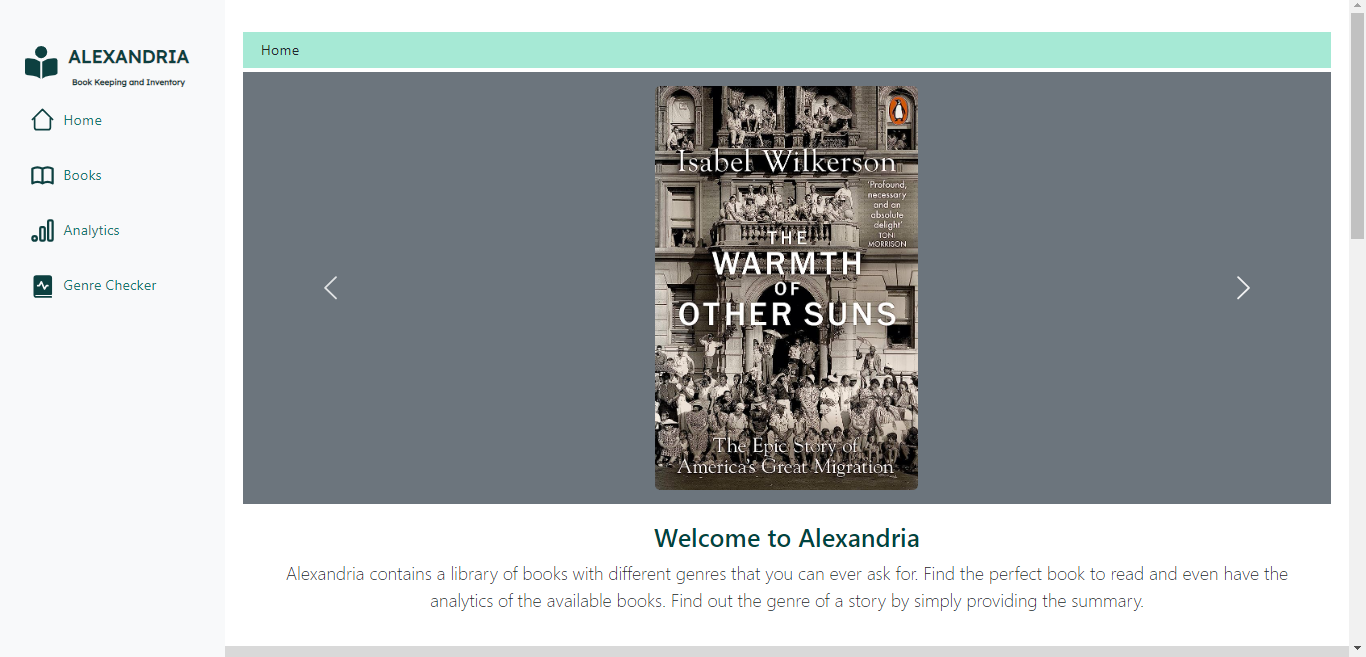 ALEXANDRIA
Book Keeping and Inventory
Home
Books
Analytics
Genre Checker
Home
Isabel Wilkerson
'Profound,
necessary
and an
absolute
delight'
TONI
MORRISON
THE
WARMTH
OF
OTHER SUNS
The Epic Story of
America's Great Migration
Welcome to Alexandria
Alexandria contains a library of books with different genres that you can ever ask for. Find the perfect book to read and even have the
analytics of the available books. Find out the genre of a story by simply providing the summary.